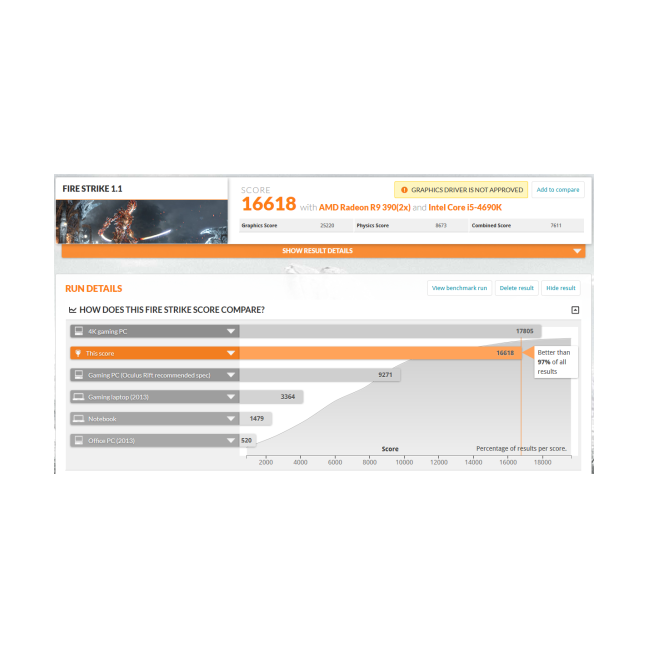 FIRE STRIKE 1.1
SCORE
16618 with AMD Radeon R9 390(2x) and Intel Core i5-4690K
GRAPHICS DRIVER IS NOT APPROVED
Add to compare
Graphics Score 25220 Physics Score 8673 Combined Score 7611
SHOW RESULT DETAILS
RUN DETAILS
View benchmark run Delete result Hide result
HOW DOES THIS FIRE STRIKE SCORE COMPARE?
4K gaming PC 17805
This score 16618
Better than
97% of all
results
Gaming PC (Oculus Rift recommended spec) 9271
Gaming laptop (2013) 3364
Notebook 1479
Office PC (2013) 520
Score Percentage of results per score.
2000 4000 6000 8000 10000 12000 14000 16000 18000